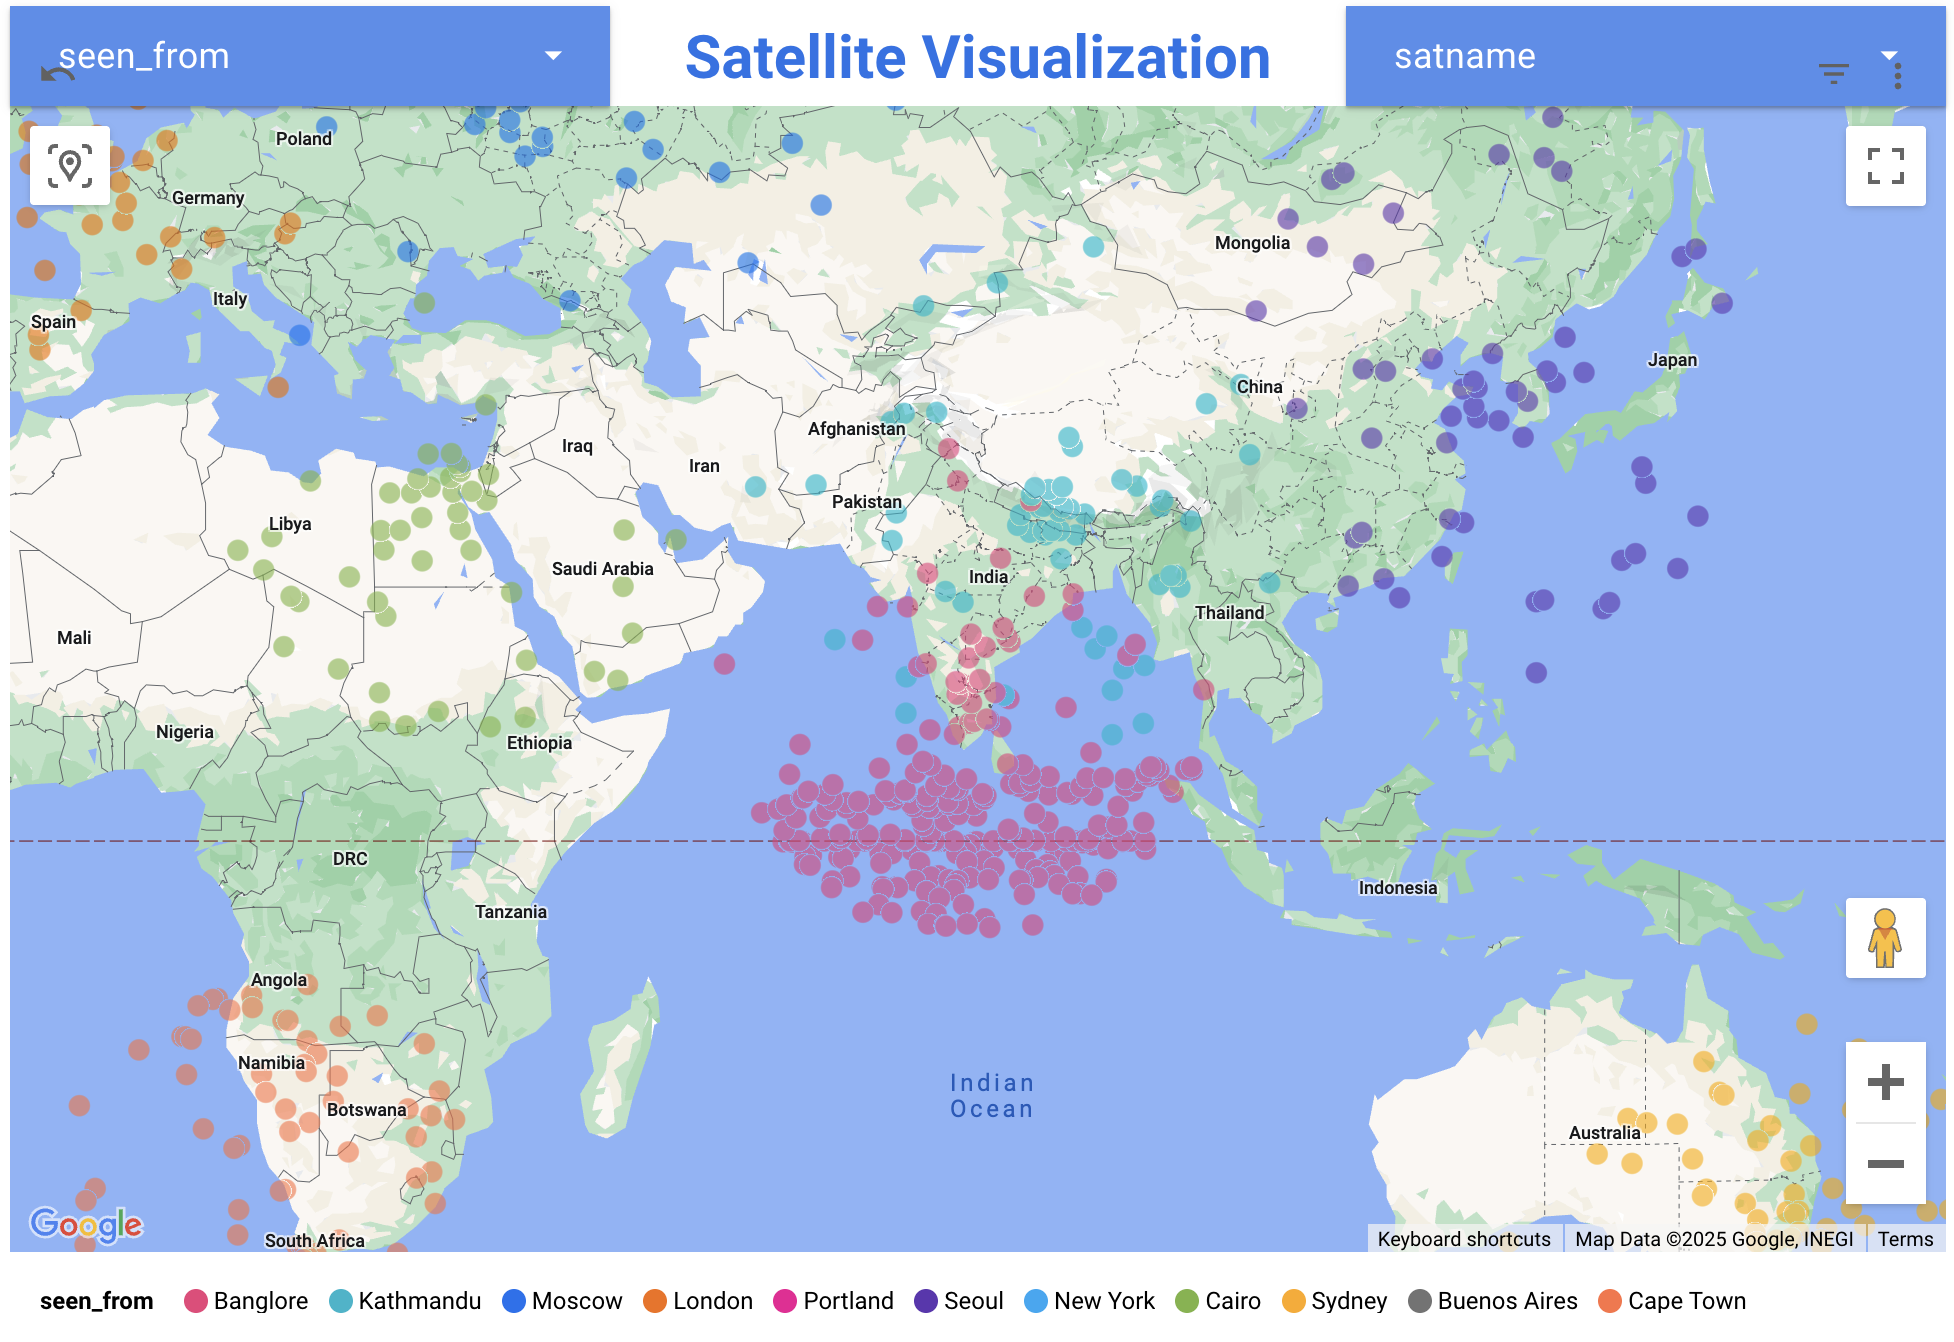 seen_from
Satellite Visualization
satname
Poland
Germany
Mongolia
Italy
Spain
Japan
China
Afghanistan
Iraq
Iran
Pakistan
Libya
Saudi Arabia
India
Thailand
Mali
Nigeria
Ethiopia
DRC
Indonesia
Tanzania
Angola
Namibia
Indian
Ocean
Botswana
Australia
Google
South Africa
Keyboard shortcuts
Map Data ©2025 Google, INEGI
Terms
seen_from Banglore Kathmandu Moscow London Portland Seoul New York Cairo Sydney Buenos Aires Cape Town